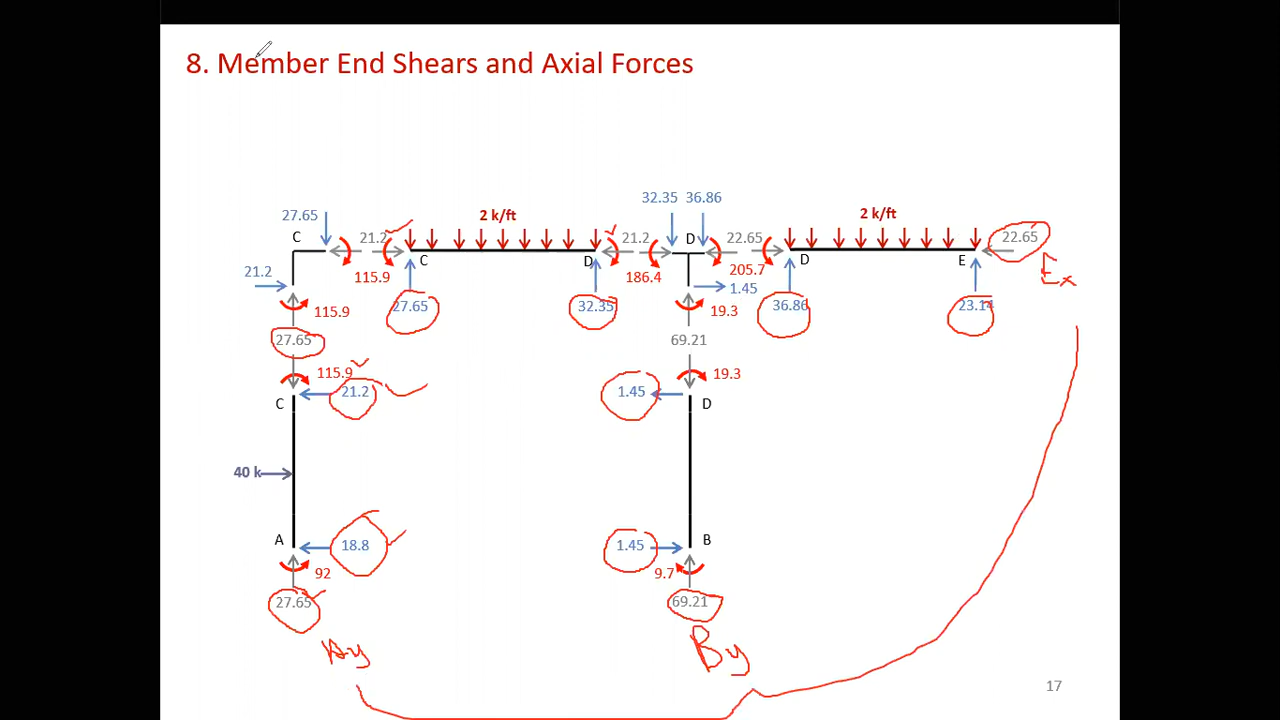 8. Member End Shears and Axial Forces
32.35 36.86
27.65 2 k/ft 2 k/ft
C 21.2 21.2 D 22.65 22.65
C D D E
21.2 115.9 186.4 205.7 Ex
1.45
115.9 27.65 32.35 19.3 36.86 23.14
27.65 69.21
115.9 19.3
21.2 1.45
C D
40 k
A 18.8 1.45 B
92 9.7
27.65 69.21
Ay By
17